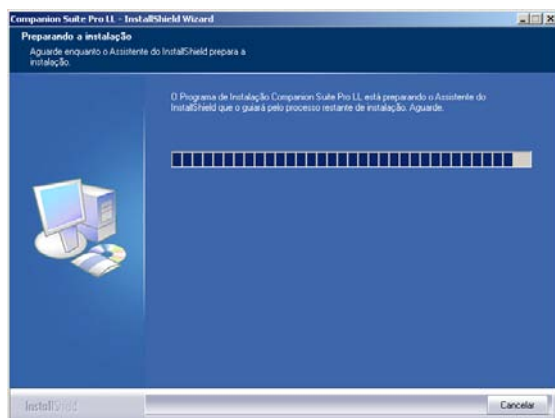 Companion Suite Pro LL - InstallShield Wizard
Preparando a instalação
Aguarde enquanto o Assistente do InstallShield prepara a
instalação.
O Programa de Instalação Companion Suite Pro LL está preparando o Assistente do
InstallShield que o guiará pelo processo restante de instalação. Aguarde.
InstallShield
Cancelar